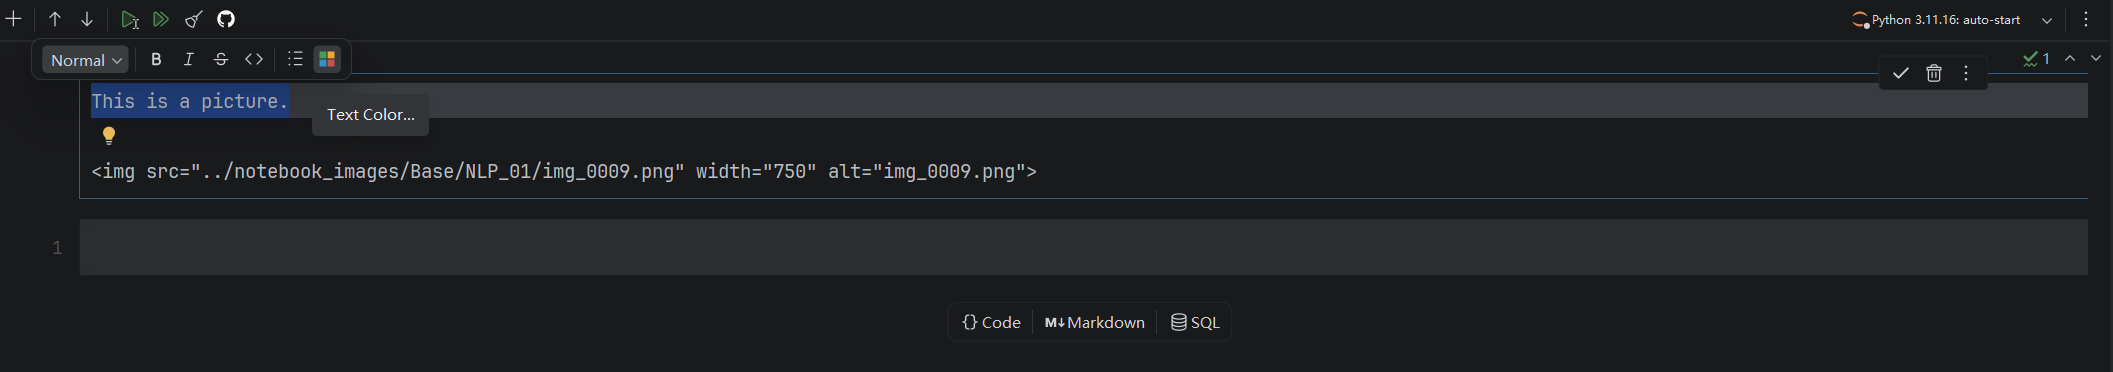 Python 3.11.16: auto-start
Normal B I S <>
1
This is a picture.
Text Color...
<img src="../notebook_images/Base/NLP_01/img_0009.png" width="750" alt="img_0009.png">
1
{} Code M↓ Markdown SQL